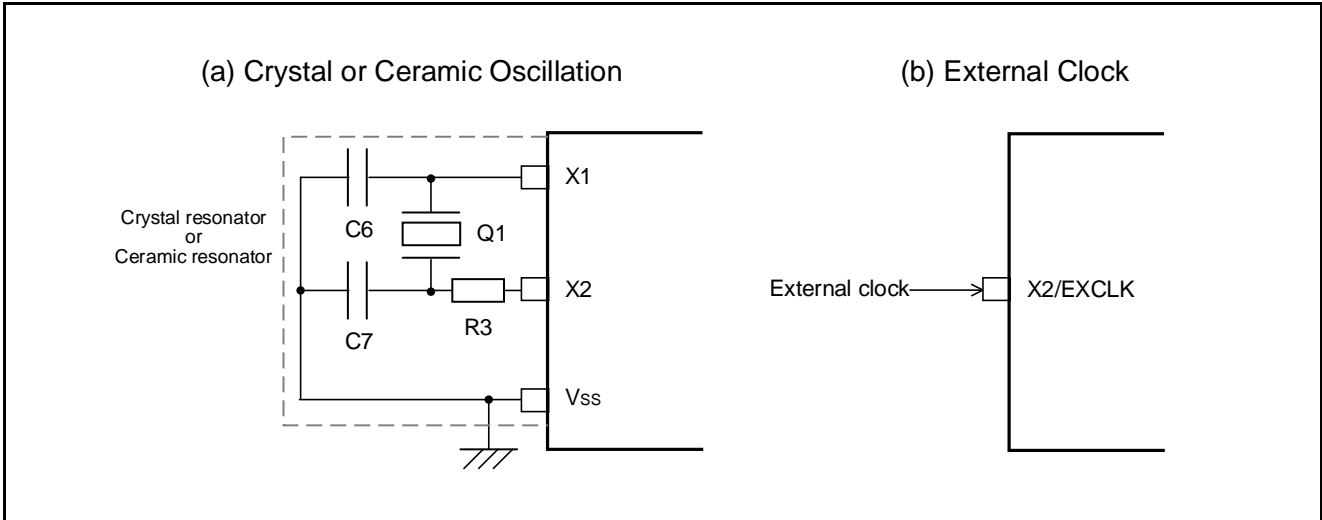 (a) Crystal or Ceramic Oscillation
X1
C6
Q1
Crystal resonator
or
Ceramic resonator
X2
C7
R3
Vss
(b) External Clock
External clock
X2/EXCLK